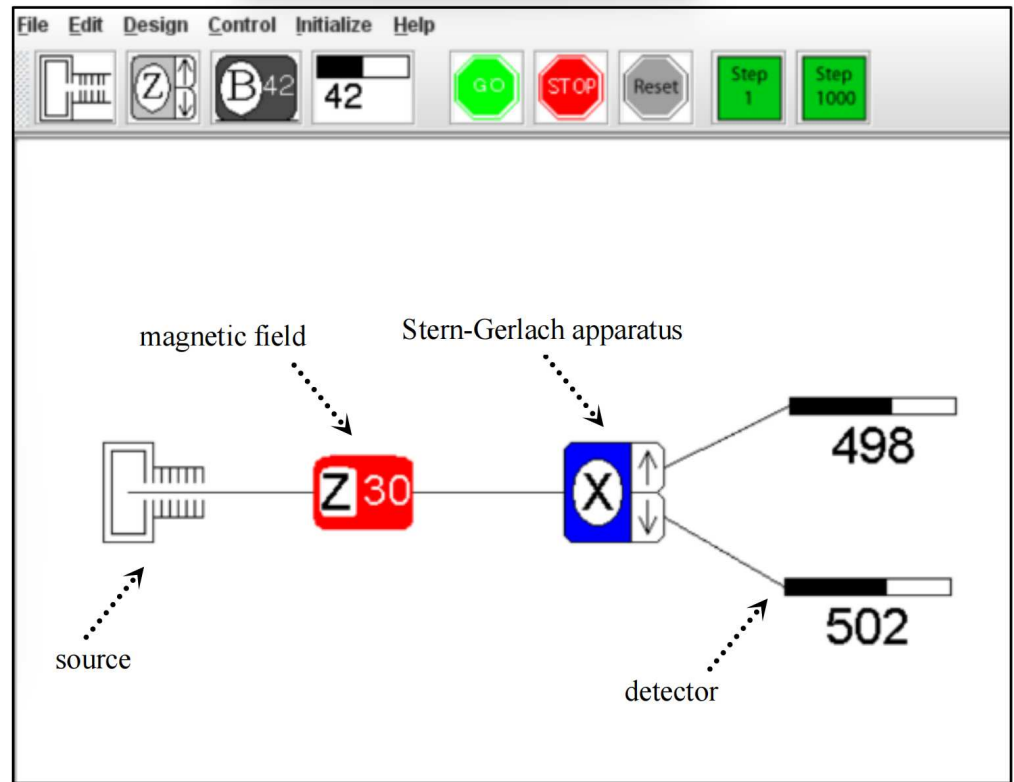 File Edit Design Control Initialize Help
Z B 42 42 GO STOP Reset Step 1 Step 1000
magnetic field
Stern-Gerlach apparatus
498
Z 30
X
502
source
detector